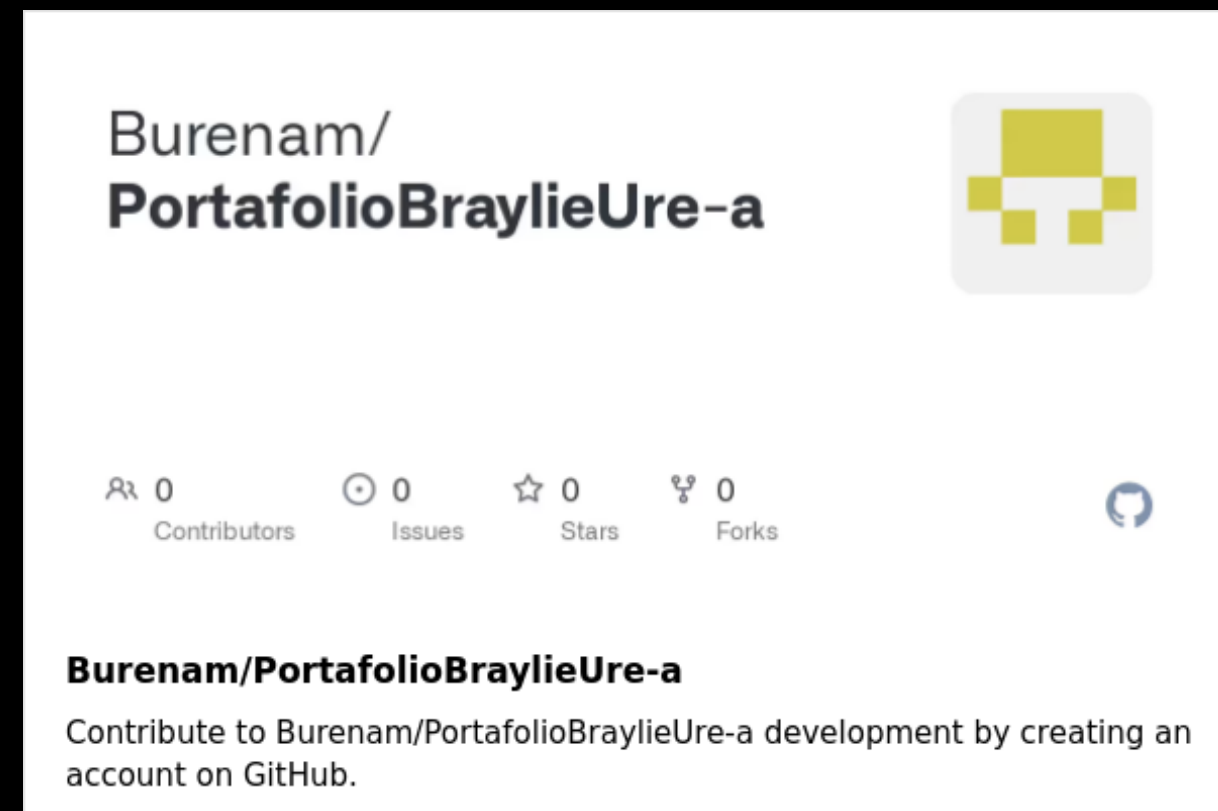 Burenam/
PortafolioBraylieUre-a
0 0 0 0
Contributors Issues Stars Forks
Burenam/PortafolioBraylieUre-a
Contribute to Burenam/PortafolioBraylieUre-a development by creating an
account on GitHub.